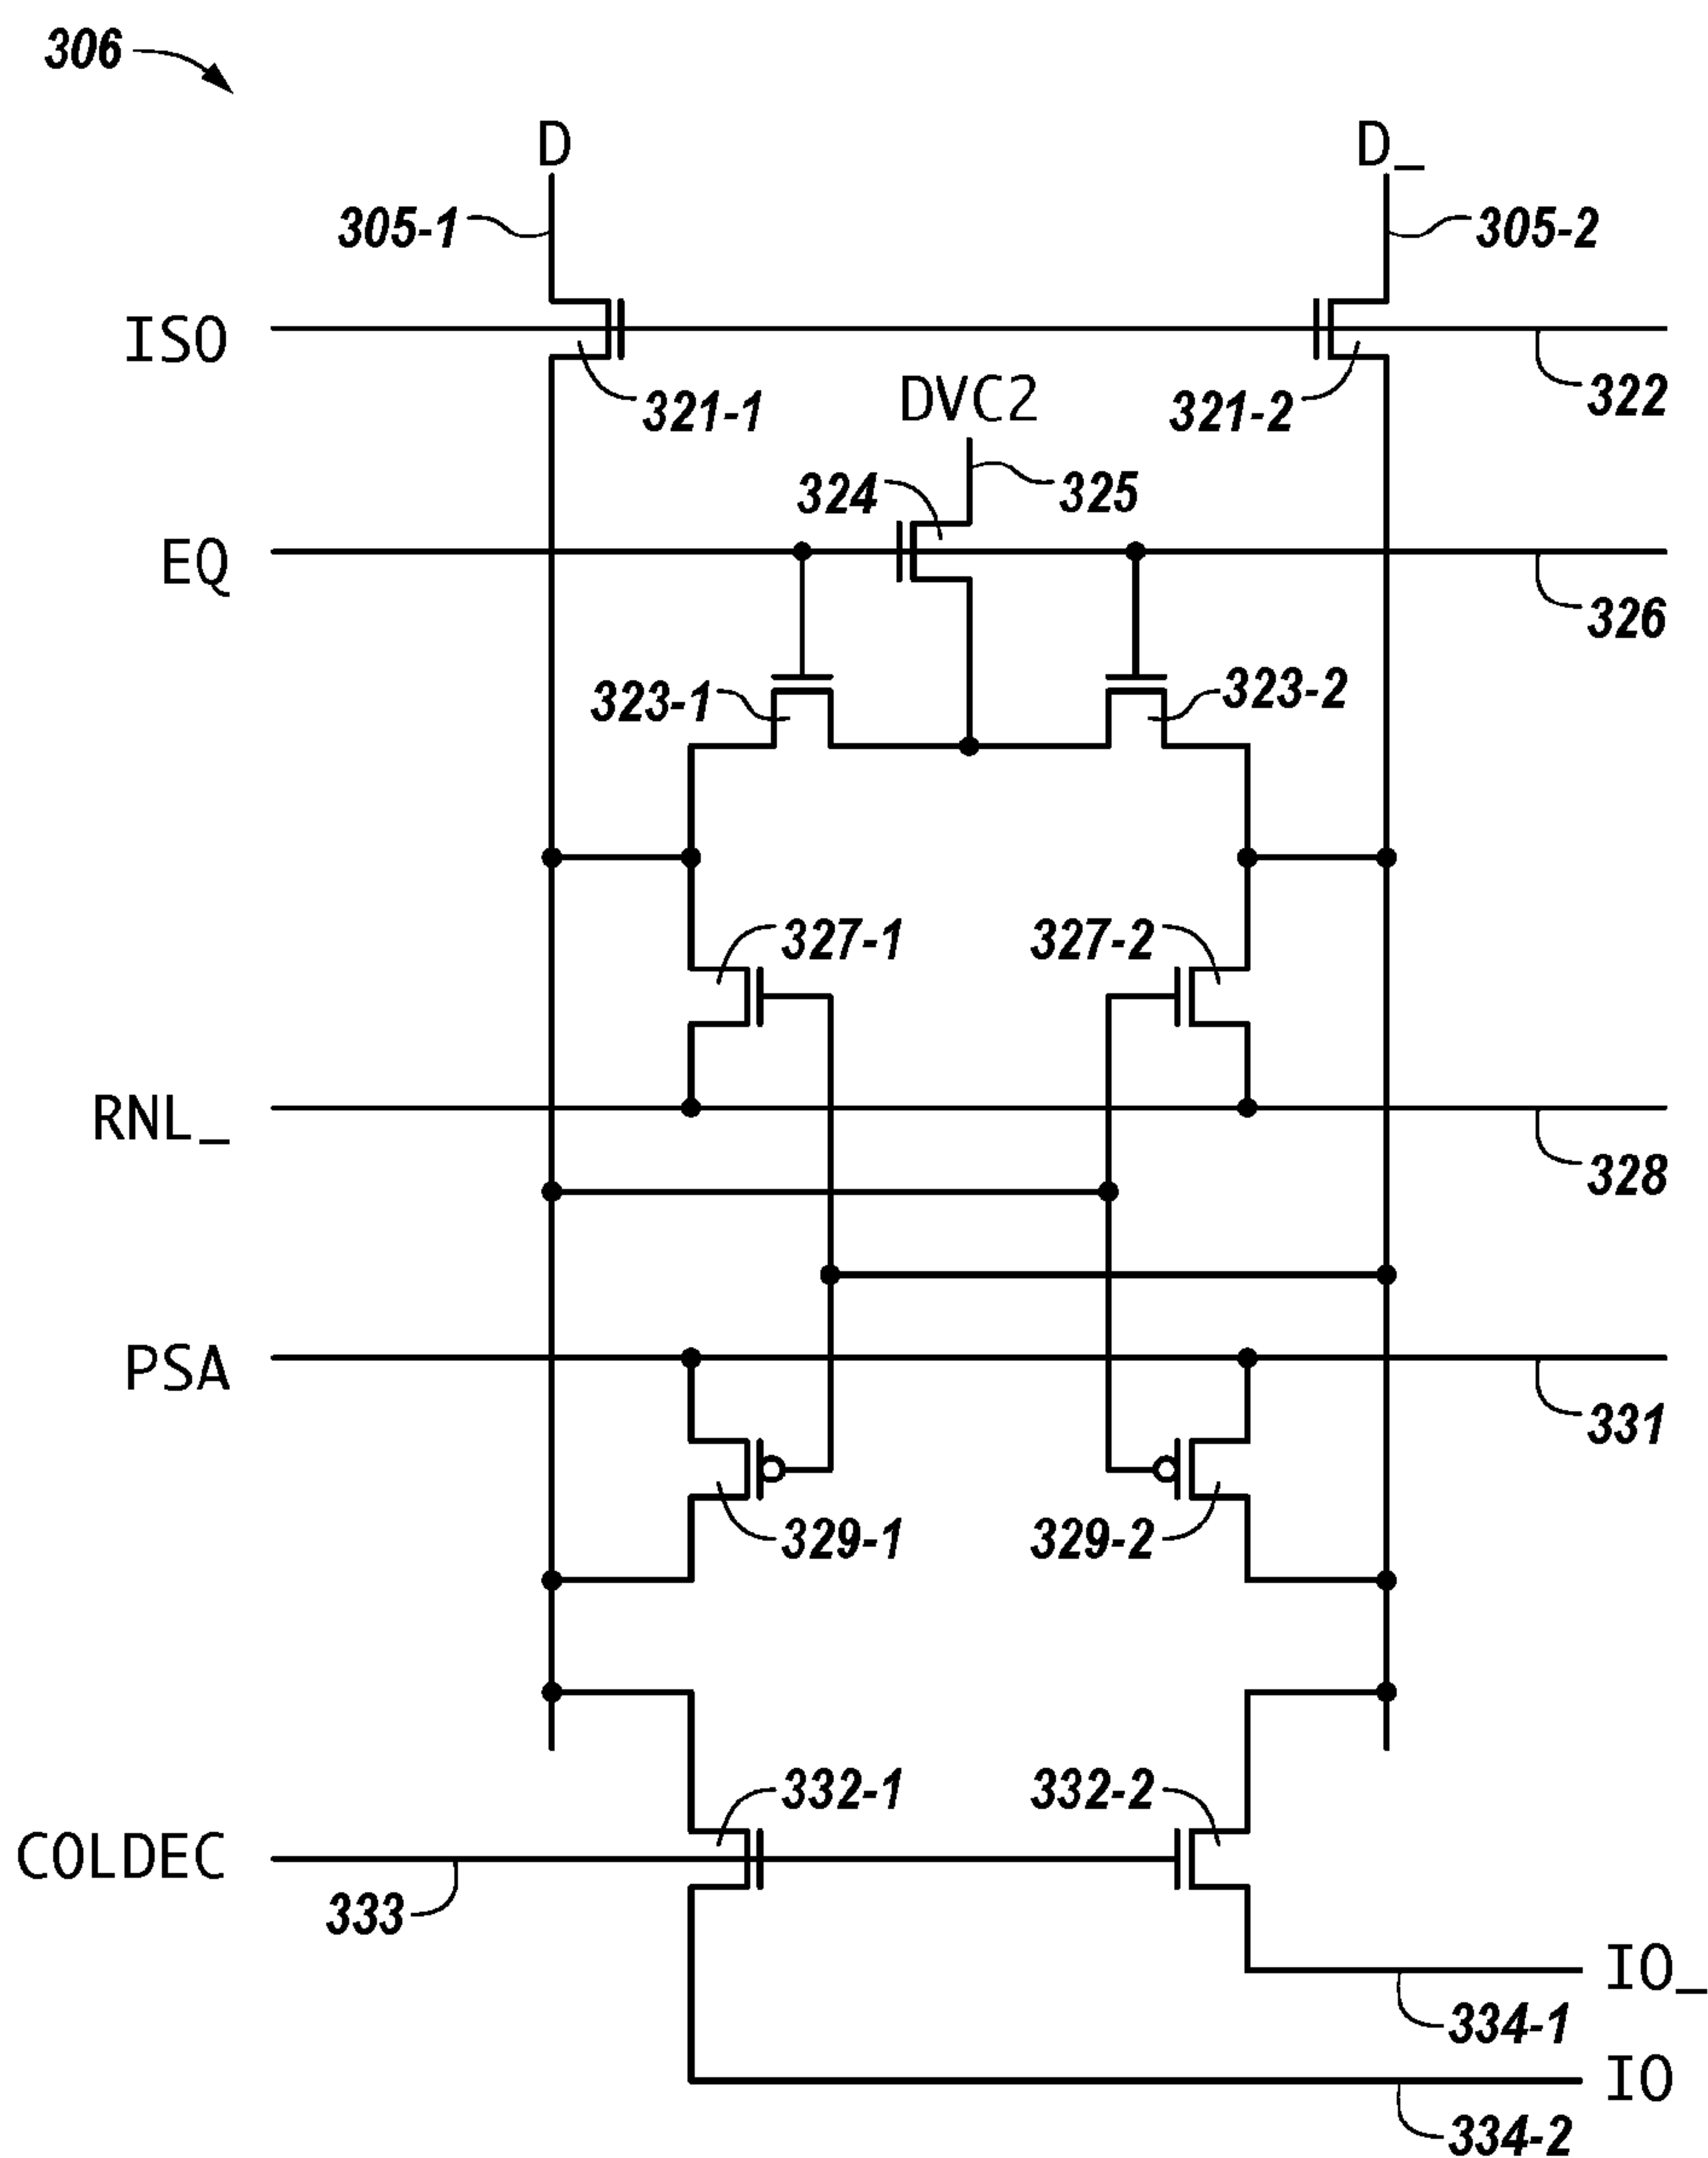 306
D D_
305-1 305-2
ISO
321-1 DVC2 321-2 322
324 325
EQ
326
323-1 323-2
327-1 327-2
RNL_
328
PSA
331
329-1 329-2
332-1 332-2
COLDEC
333
IO_
334-1
IO
334-2